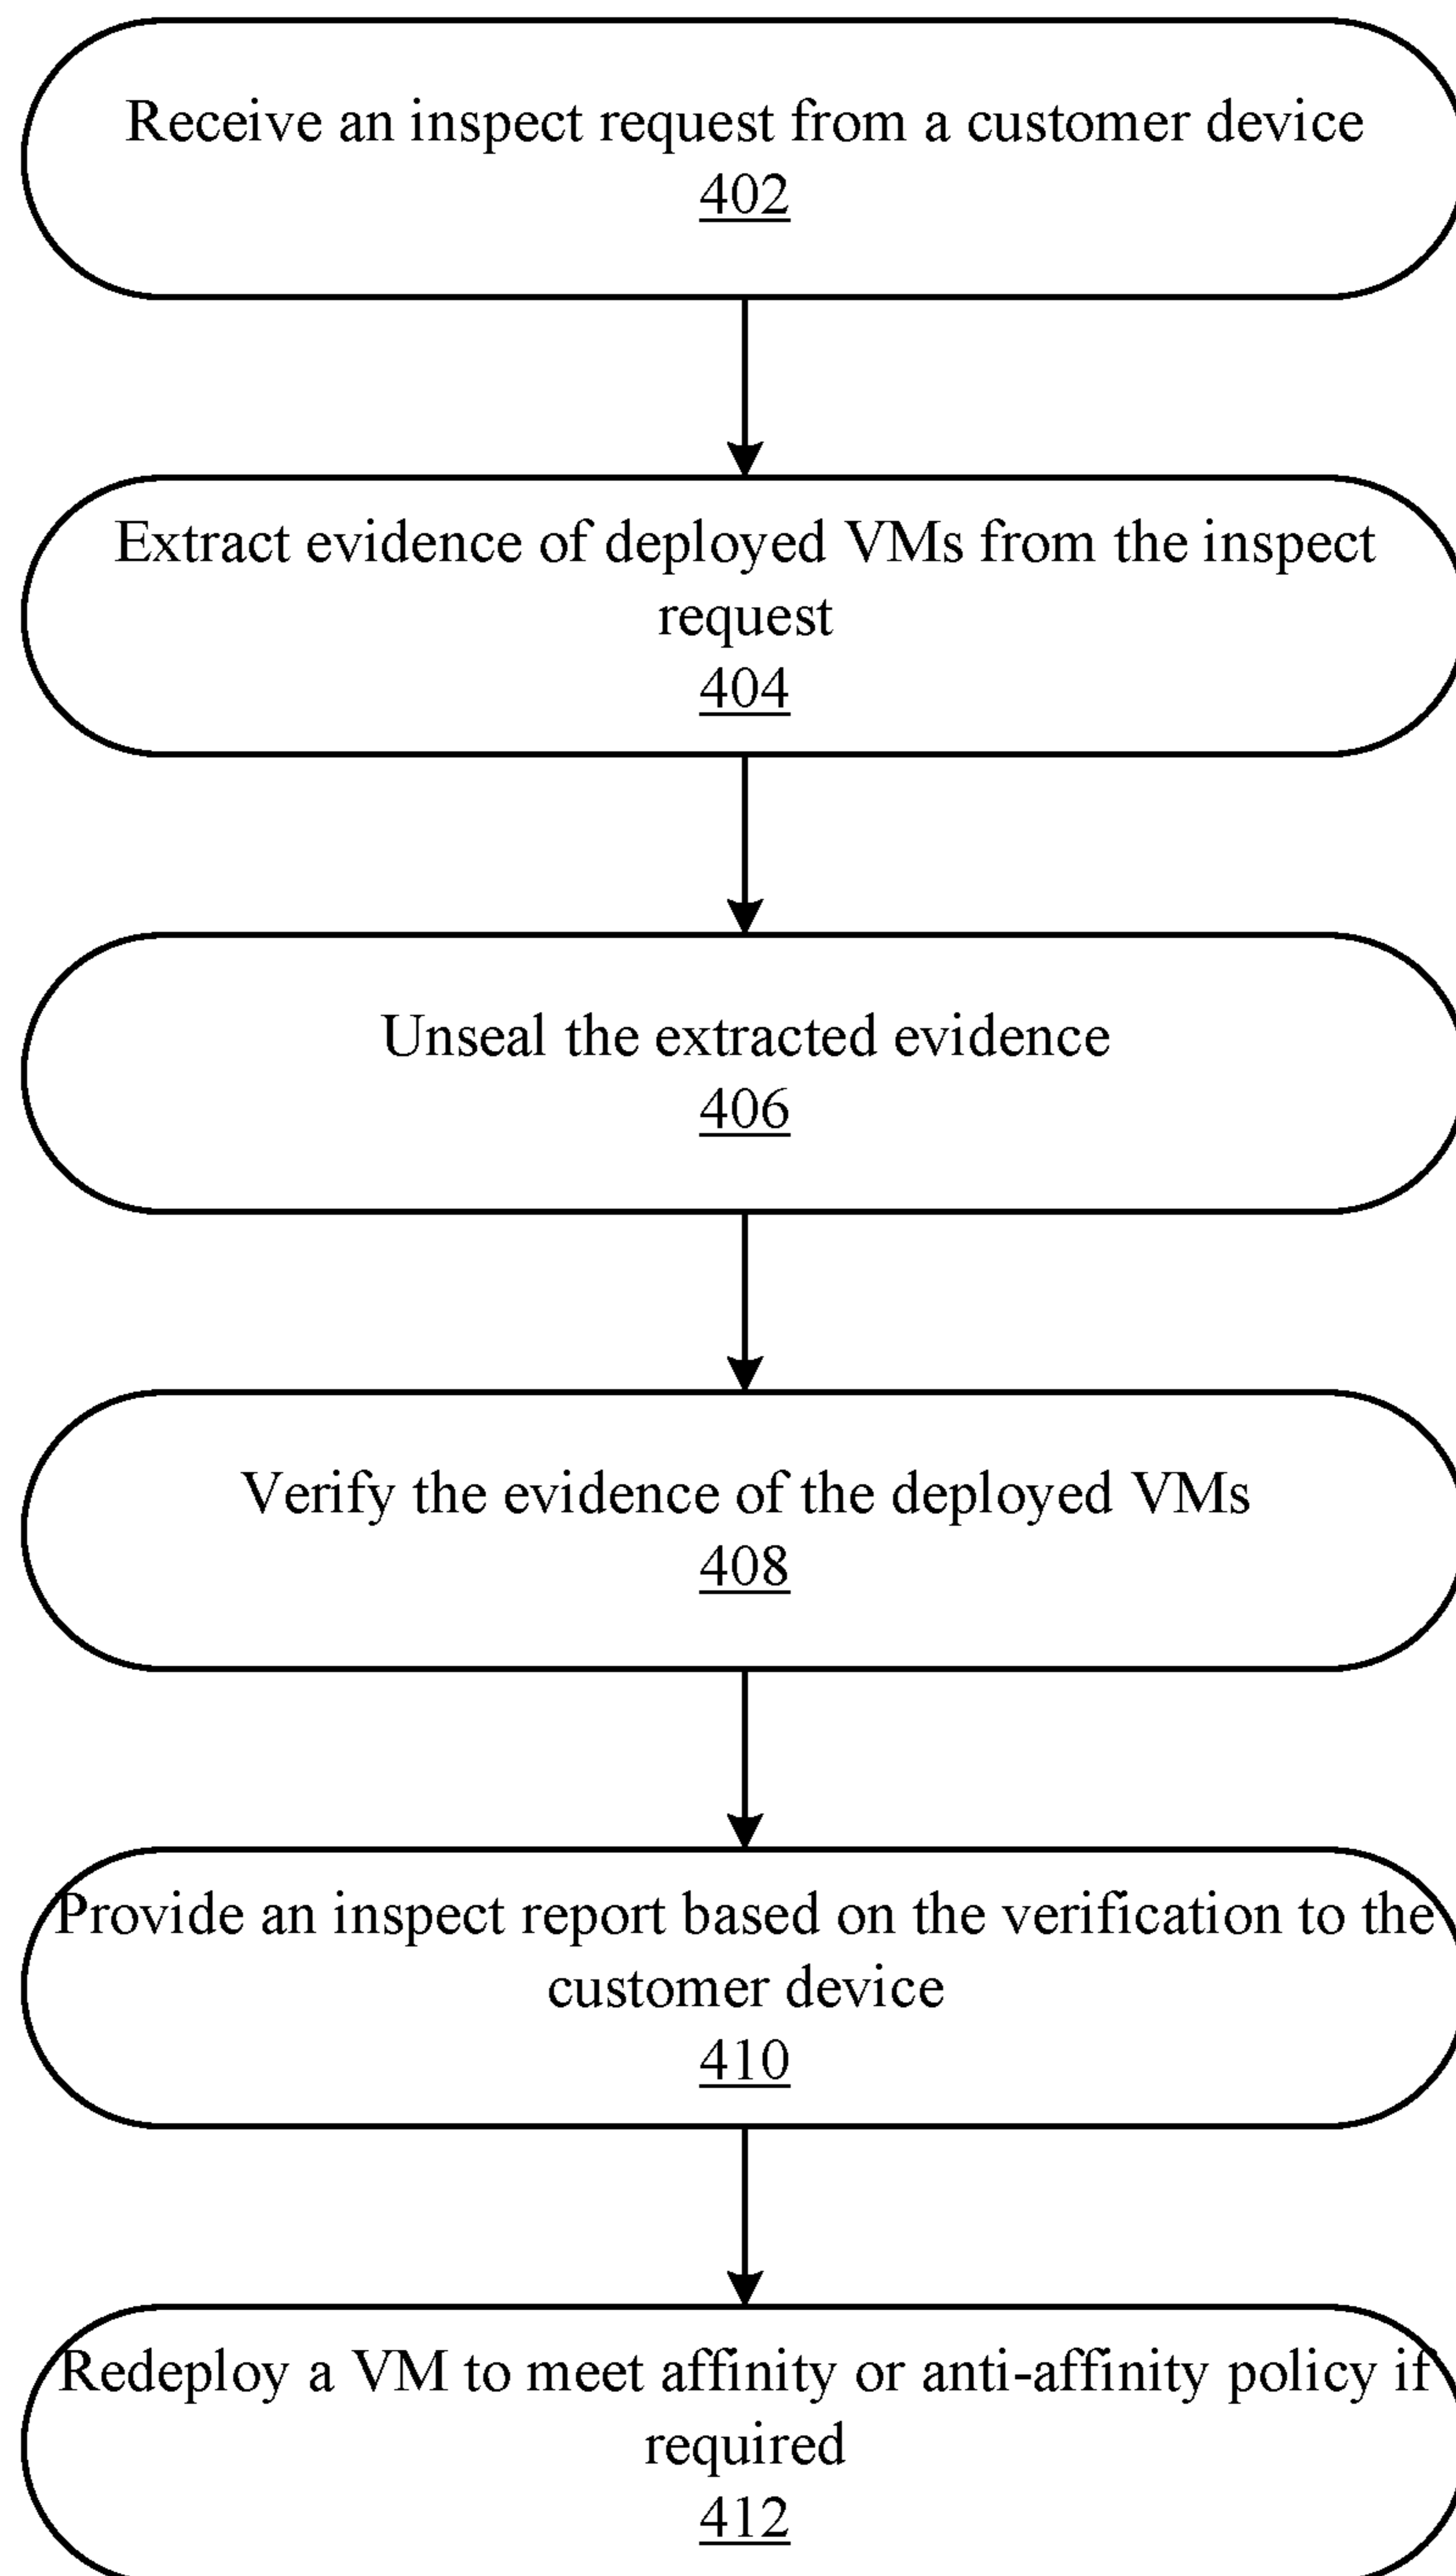 Receive an inspect request from a customer device
402
Extract evidence of deployed VMs from the inspect
request
404
Unseal the extracted evidence
406
Verify the evidence of the deployed VMs
408
Provide an inspect report based on the verification to the
customer device
410
Redeploy a VM to meet affinity or anti-affinity policy if
required
412